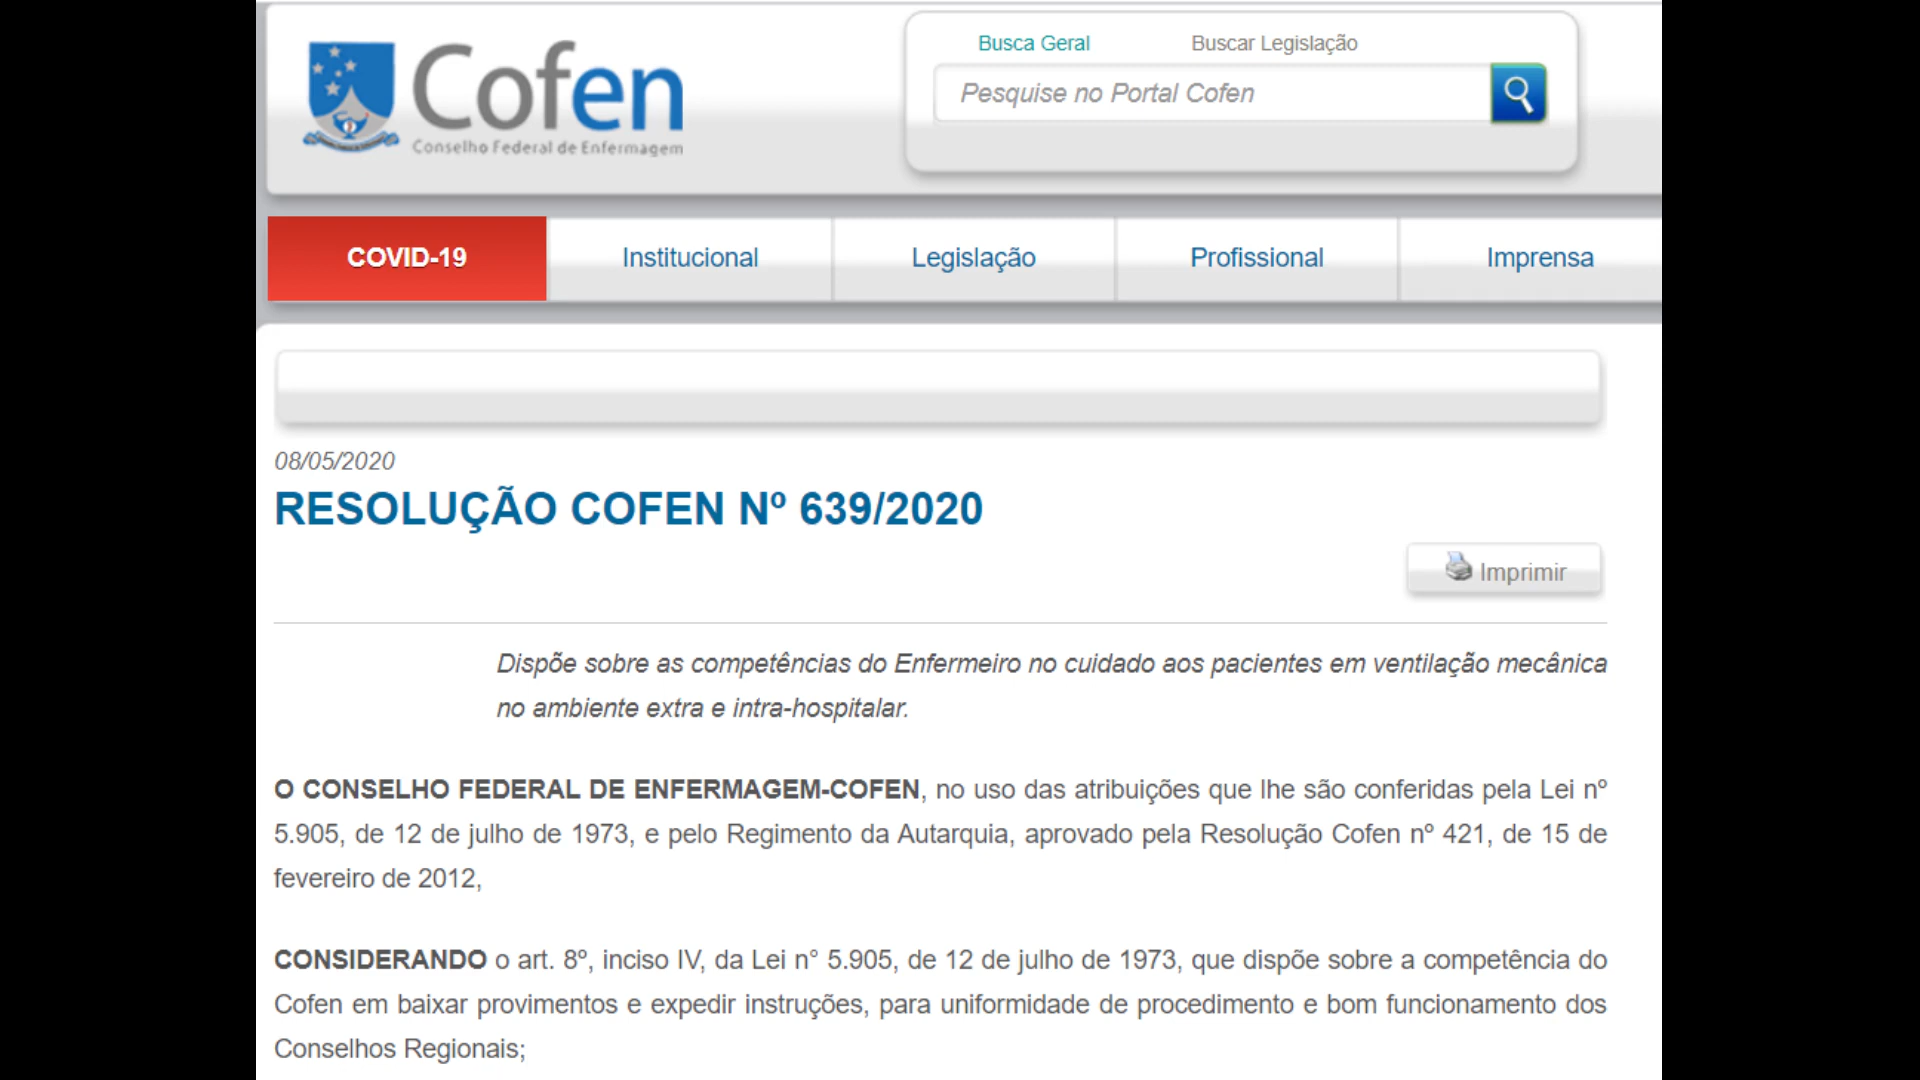 Cofen
Conselho Federal de Enfermagem
Busca Geral Buscar Legislação
Pesquise no Portal Cofen
COVID-19 Institucional Legislação Profissional Imprensa
08/05/2020
RESOLUÇÃO COFEN Nº 639/2020
Imprimir
Dispõe sobre as competências do Enfermeiro no cuidado aos pacientes em ventilação mecânica
no ambiente extra e intra-hospitalar.
O CONSELHO FEDERAL DE ENFERMAGEM-COFEN, no uso das atribuições que lhe são conferidas pela Lei nº
5.905, de 12 de julho de 1973, e pelo Regimento da Autarquia, aprovado pela Resolução Cofen nº 421, de 15 de
fevereiro de 2012,
CONSIDERANDO o art. 8º, inciso IV, da Lei n° 5.905, de 12 de julho de 1973, que dispõe sobre a competência do
Cofen em baixar provimentos e expedir instruções, para uniformidade de procedimento e bom funcionamento dos
Conselhos Regionais;